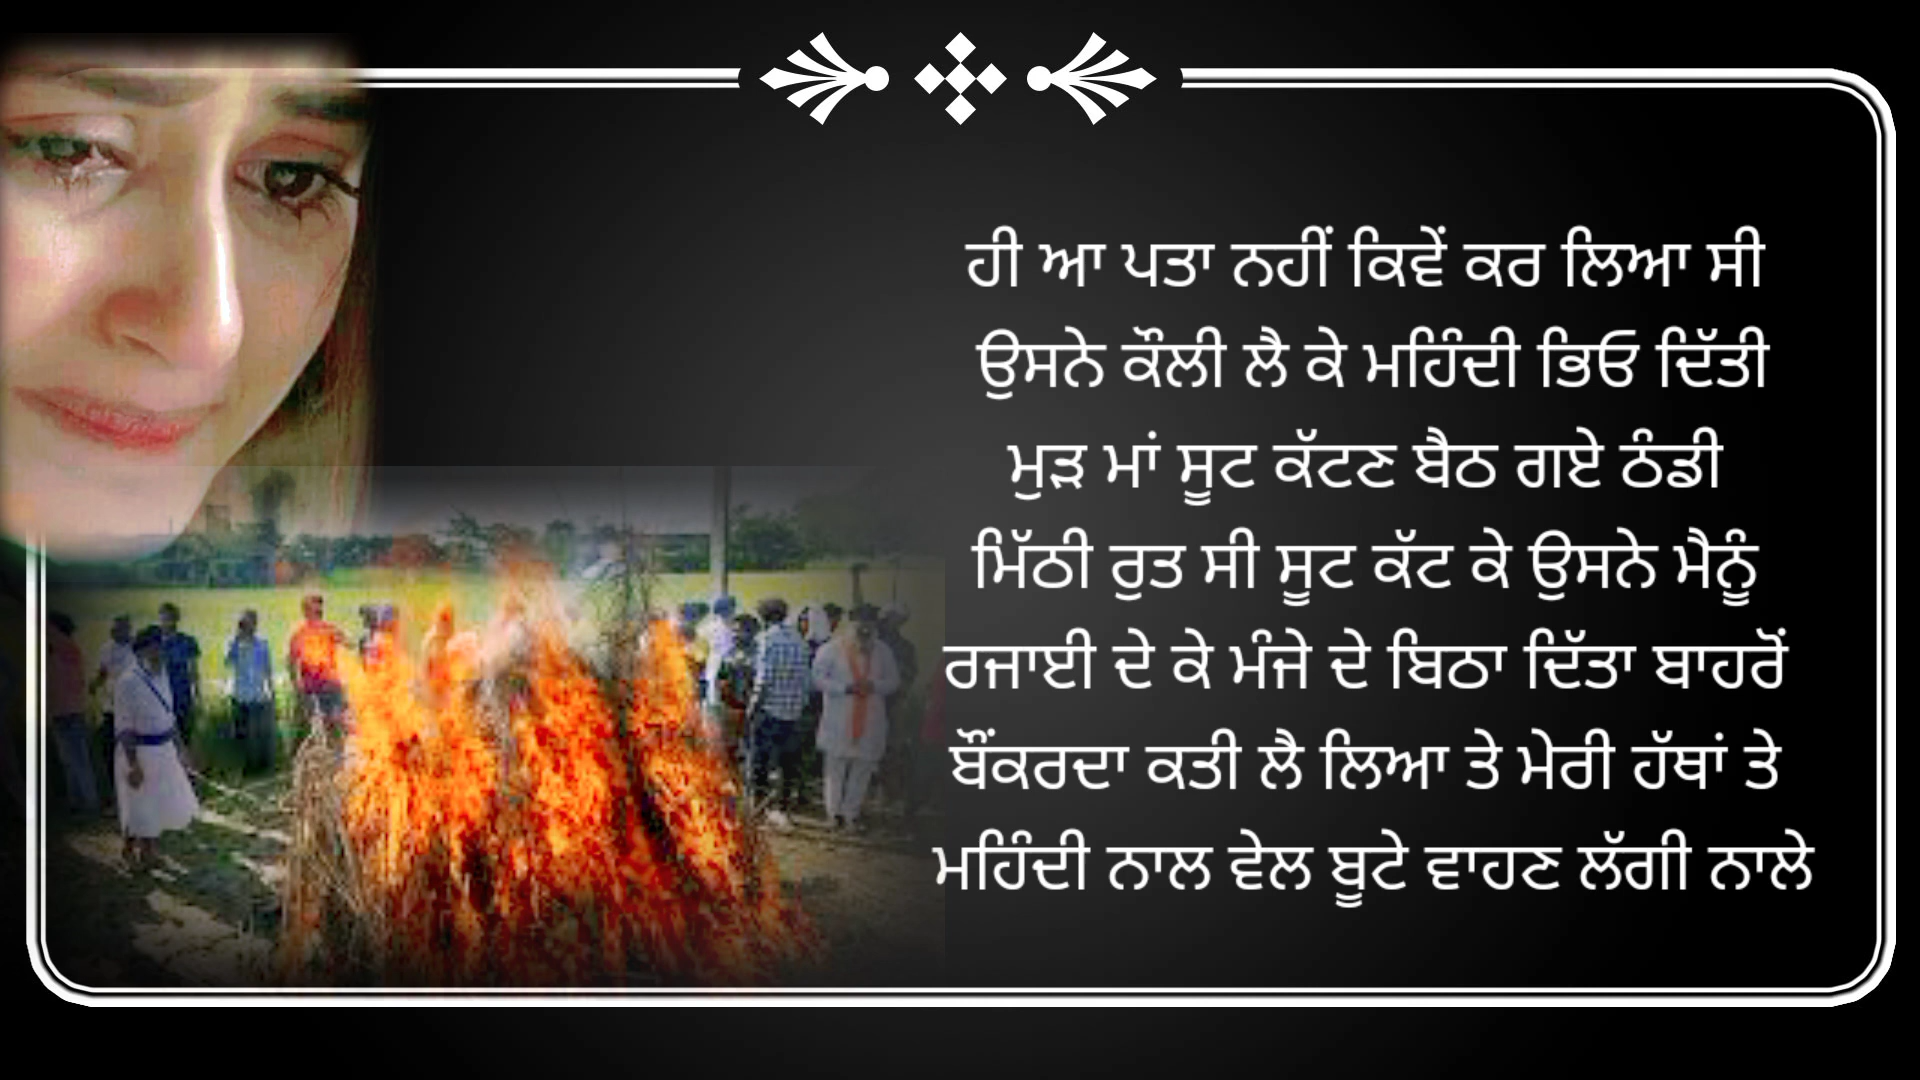 ਹੀ ਆ ਪਤਾ ਨਹੀਂ ਕਿਵੇਂ ਕਰ ਲਿਆ ਸੀ
ਉਸਨੇ ਕੌਲੀ ਲੈ ਕੇ ਮਹਿੰਦੀ ਭਿਓ ਦਿੱਤੀ
ਮੁੜ ਮਾਂ ਸੂਟ ਕੱਟਣ ਬੈਠ ਗਏ ਠੰਡੀ
ਮਿੱਠੀ ਰੁਤ ਸੀ ਸੂਟ ਕੱਟ ਕੇ ਉਸਨੇ ਮੈਨੂੰ
ਰਜਾਈ ਦੇ ਕੇ ਮੰਜੇ ਦੇ ਬਿਠਾ ਦਿੱਤਾ ਬਾਹਰੋਂ
ਬੌਂਕਰਦਾ ਕਤੀ ਲੈ ਲਿਆ ਤੇ ਮੇਰੀ ਹੱਥਾਂ ਤੇ
ਮਹਿੰਦੀ ਨਾਲ ਵੇਲ ਬੂਟੇ ਵਾਹਣ ਲੱਗੀ ਨਾਲੇ